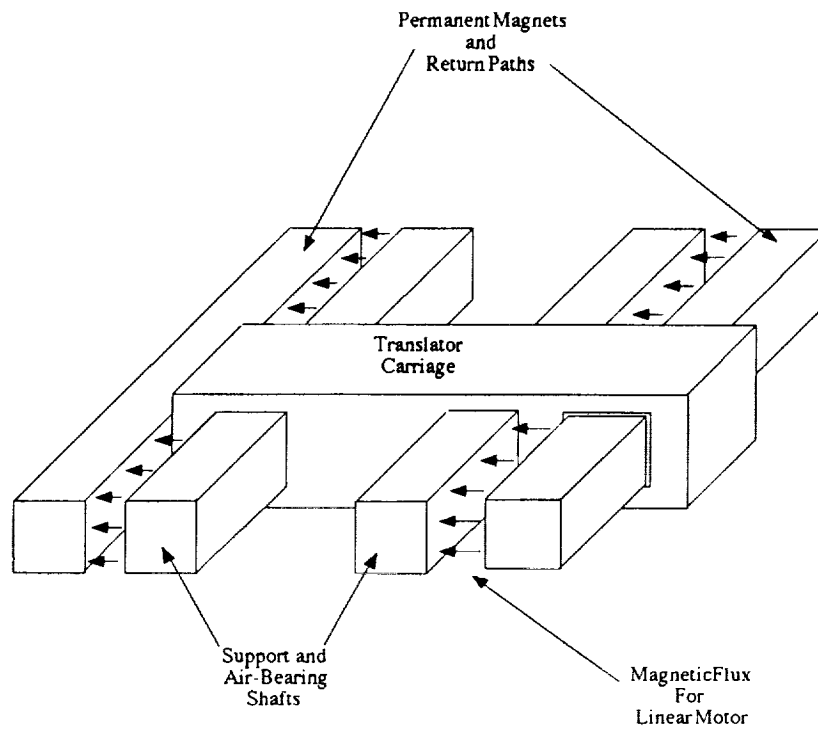 Permanent Magnets
and
Return Paths
Translator
Carriage
Support and
Air-Bearing
Shafts
MagneticFlux
For
Linear Motor